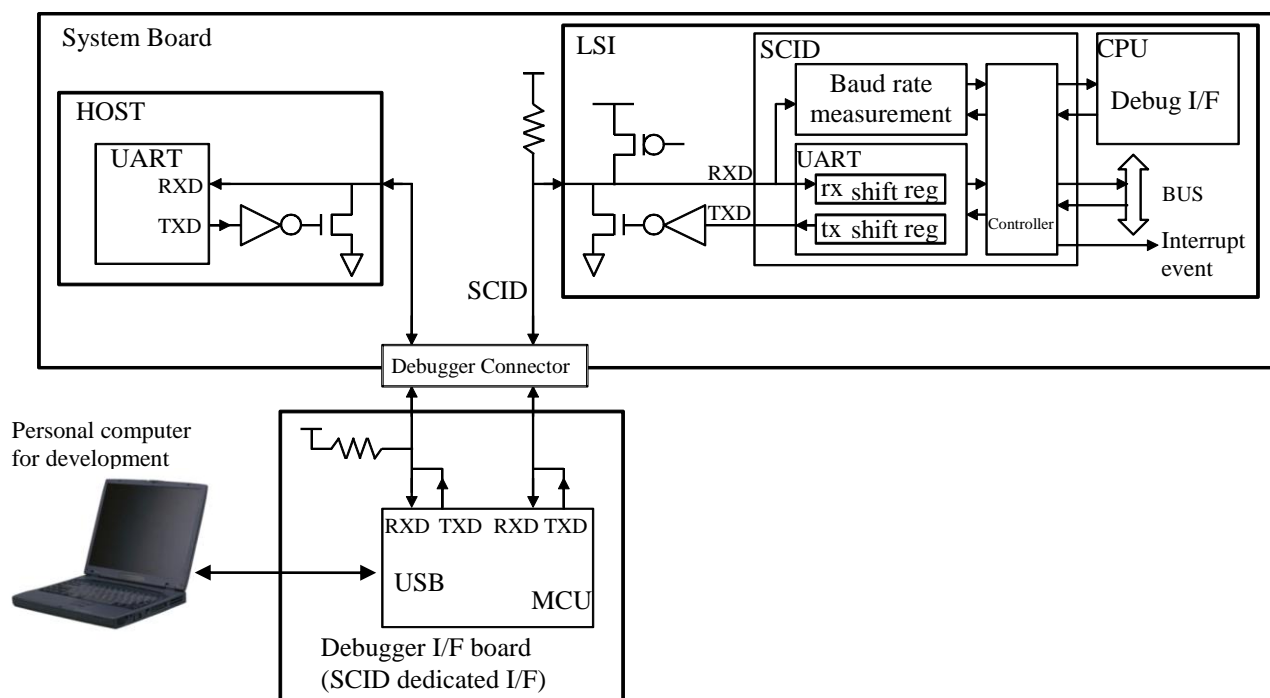 System Board
HOST
UART
RXD
TXD
SCID
LSI
RXD
TXD
SCID
Baud rate
measurement
UART
rx shift reg
tx shift reg
Controller
CPU
Debug I/F
BUS
Interrupt
event
Debugger Connector
Personal computer
for development
RXD TXD RXD TXD
USB
MCU
Debugger I/F board
(SCID dedicated I/F)